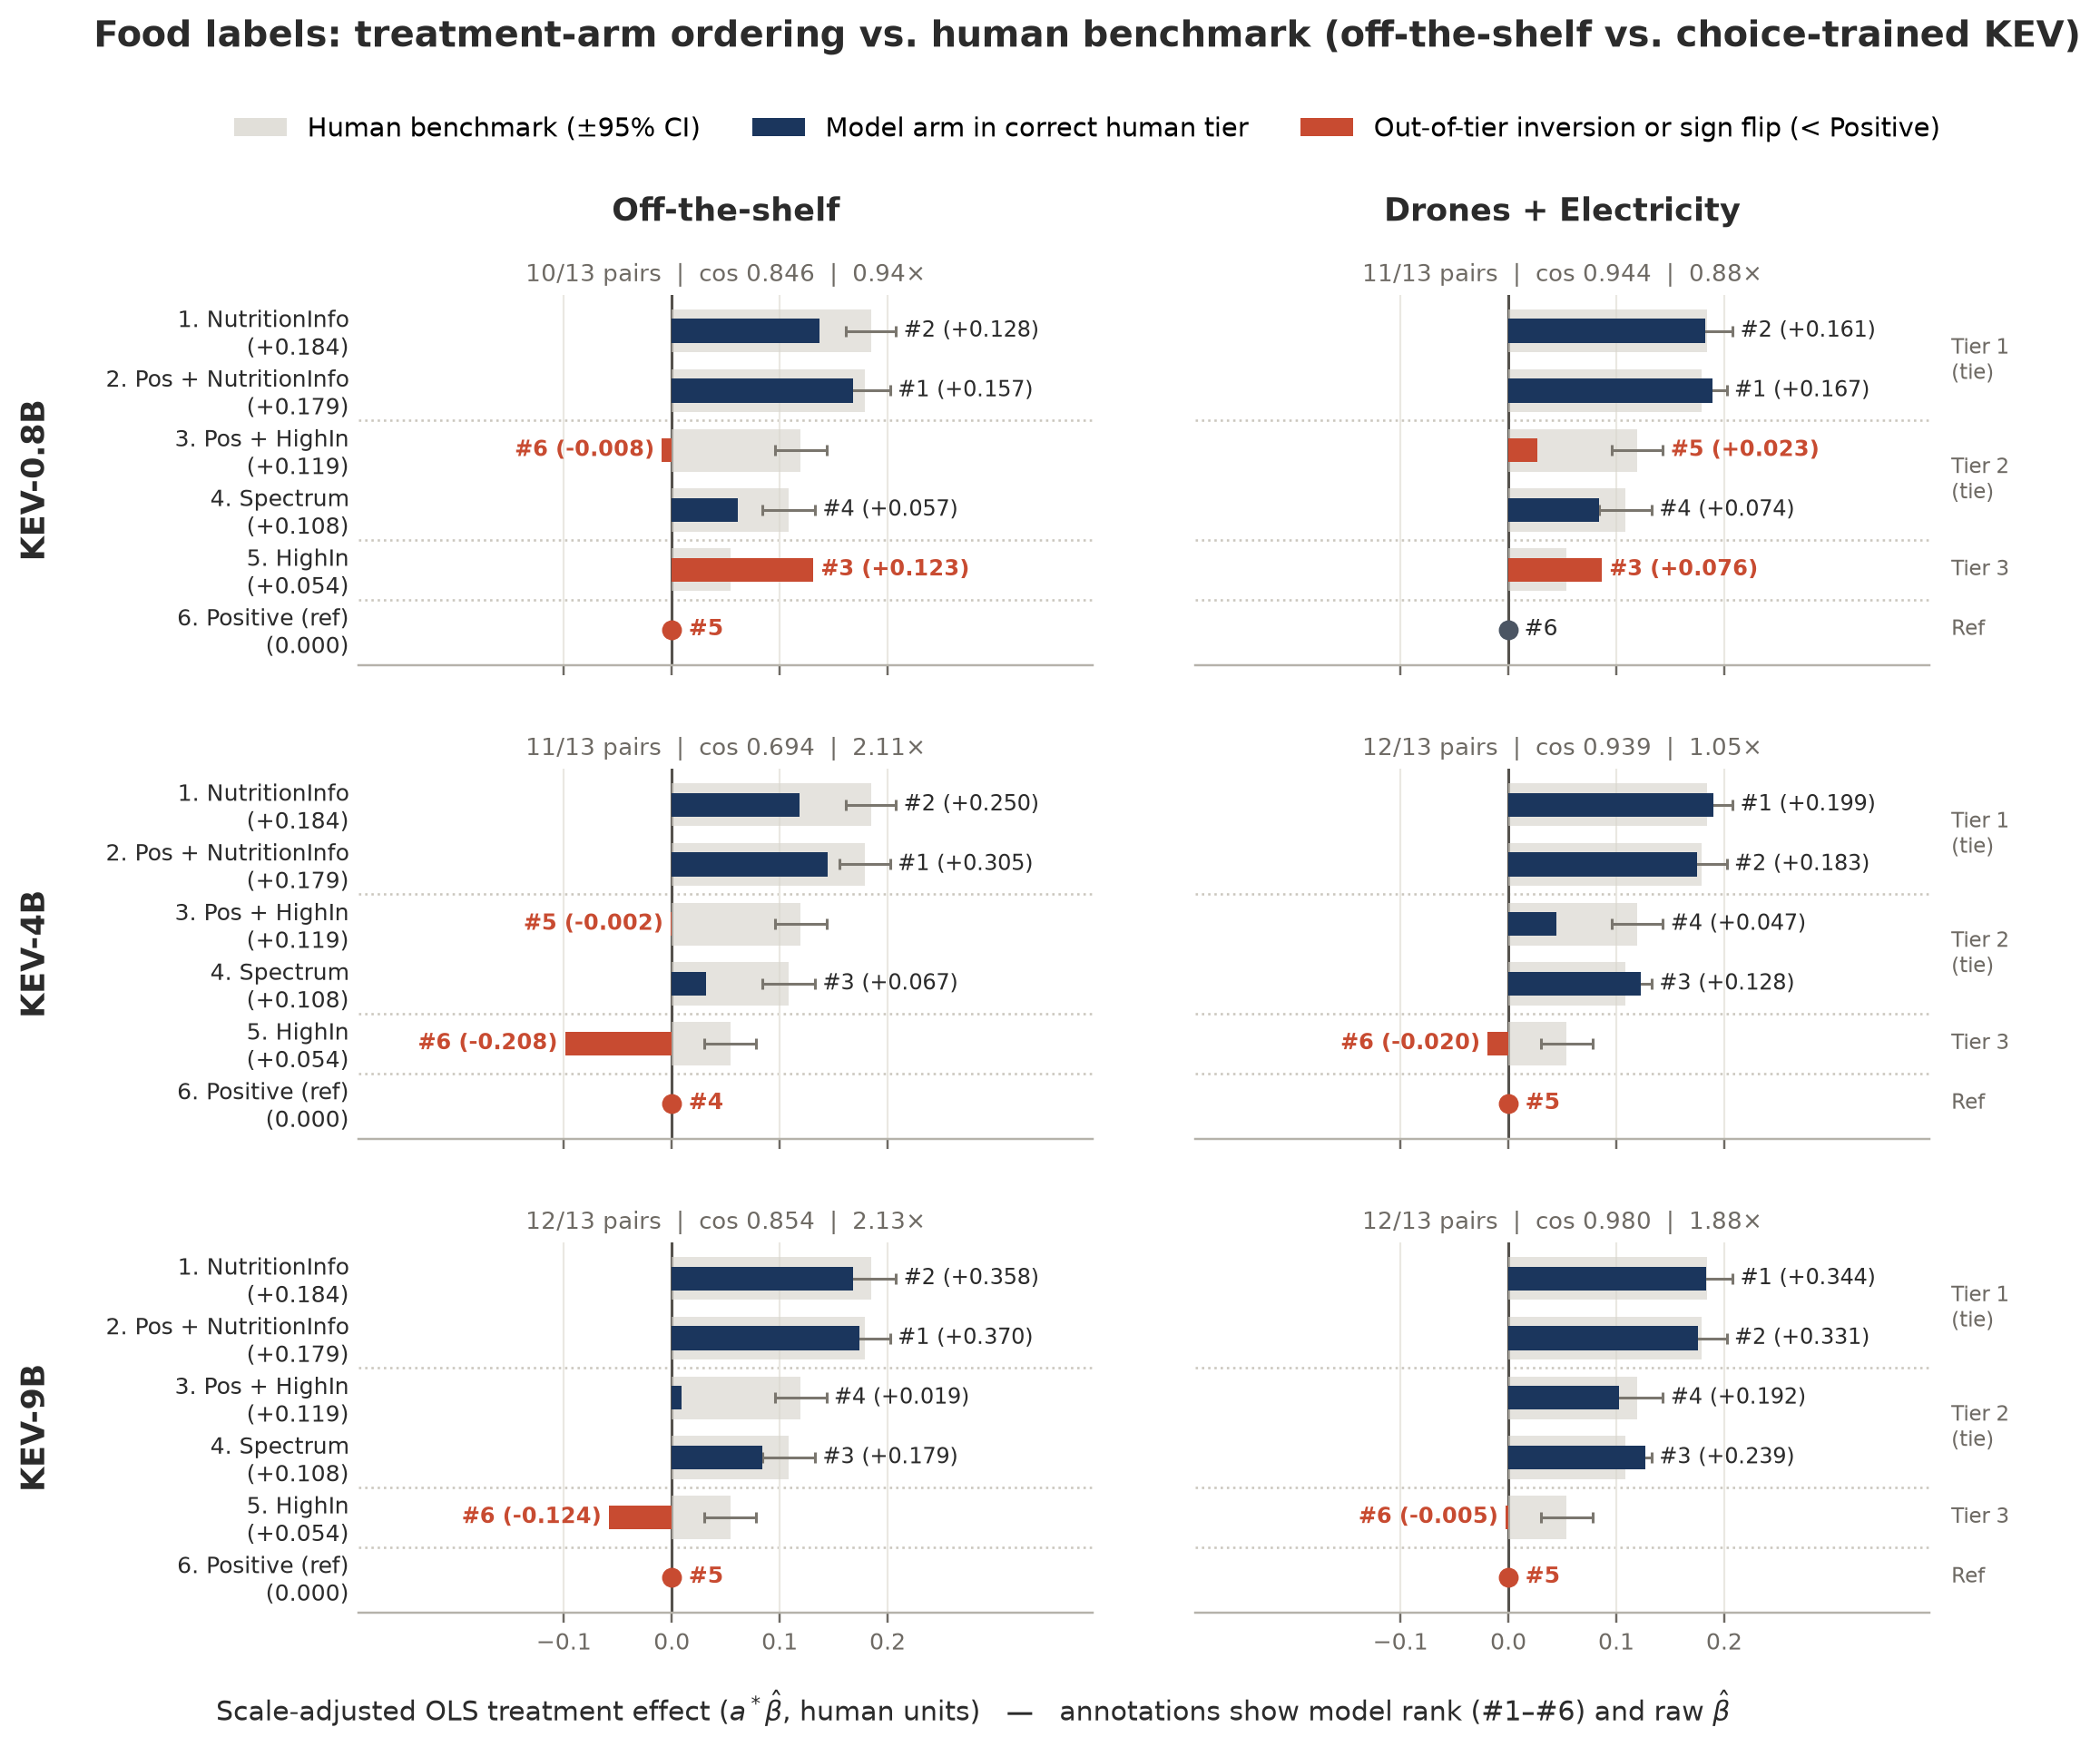 Food labels: treatment-arm ordering vs. human benchmark (off-the-shelf vs. choice-trained KEV)
Human benchmark (±95% CI)
Model arm in correct human tier
Out-of-tier inversion or sign flip (< Positive)
Off-the-shelf
Drones + Electricity
KEV-0.8B
10/13 pairs | cos 0.846 | 0.94×
1. NutritionInfo
(+0.184)
#2 (+0.128)
2. Pos + NutritionInfo
(+0.179)
#1 (+0.157)
3. Pos + HighIn
(+0.119)
#6 (-0.008)
4. Spectrum
(+0.108)
#4 (+0.057)
5. HighIn
(+0.054)
#3 (+0.123)
6. Positive (ref)
(0.000)
#5
11/13 pairs | cos 0.944 | 0.88×
#2 (+0.161)
#1 (+0.167)
Tier 1
(tie)
#5 (+0.023)
#4 (+0.074)
Tier 2
(tie)
#3 (+0.076)
Tier 3
#6
Ref
KEV-4B
11/13 pairs | cos 0.694 | 2.11×
1. NutritionInfo
(+0.184)
#2 (+0.250)
2. Pos + NutritionInfo
(+0.179)
#1 (+0.305)
3. Pos + HighIn
(+0.119)
#5 (-0.002)
4. Spectrum
(+0.108)
#3 (+0.067)
5. HighIn
(+0.054)
#6 (-0.208)
6. Positive (ref)
(0.000)
#4
12/13 pairs | cos 0.939 | 1.05×
#1 (+0.199)
#2 (+0.183)
Tier 1
(tie)
#4 (+0.047)
#3 (+0.128)
Tier 2
(tie)
#6 (-0.020)
Tier 3
#5
Ref
KEV-9B
12/13 pairs | cos 0.854 | 2.13×
1. NutritionInfo
(+0.184)
#2 (+0.358)
2. Pos + NutritionInfo
(+0.179)
#1 (+0.370)
3. Pos + HighIn
(+0.119)
#4 (+0.019)
4. Spectrum
(+0.108)
#3 (+0.179)
5. HighIn
(+0.054)
#6 (-0.124)
6. Positive (ref)
(0.000)
#5
−0.1 0.0 0.1 0.2
12/13 pairs | cos 0.980 | 1.88×
#1 (+0.344)
#2 (+0.331)
Tier 1
(tie)
#4 (+0.192)
#3 (+0.239)
Tier 2
(tie)
#6 (-0.005)
Tier 3
#5
Ref
−0.1 0.0 0.1 0.2
Scale-adjusted OLS treatment effect (a*β̂, human units) — annotations show model rank (#1–#6) and raw β̂